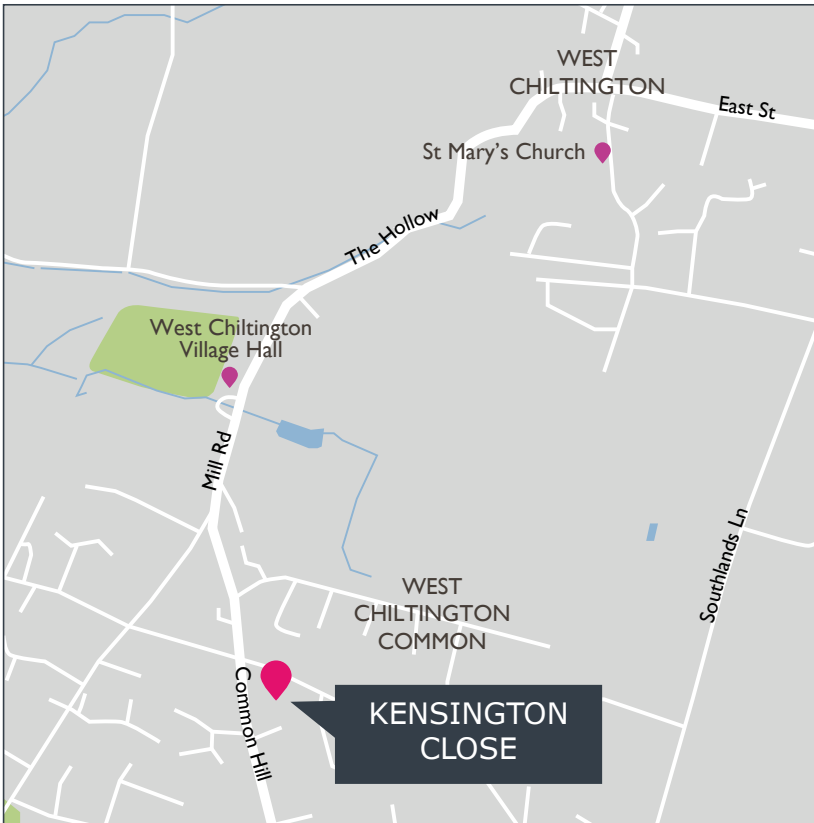 WEST
CHILTINGTON
East St
St Mary's Church
The Hollow
West Chiltington
Village Hall
Mill Rd
Southlands Ln
WEST
CHILTINGTON
COMMON
Common Hill
KENSINGTON
CLOSE